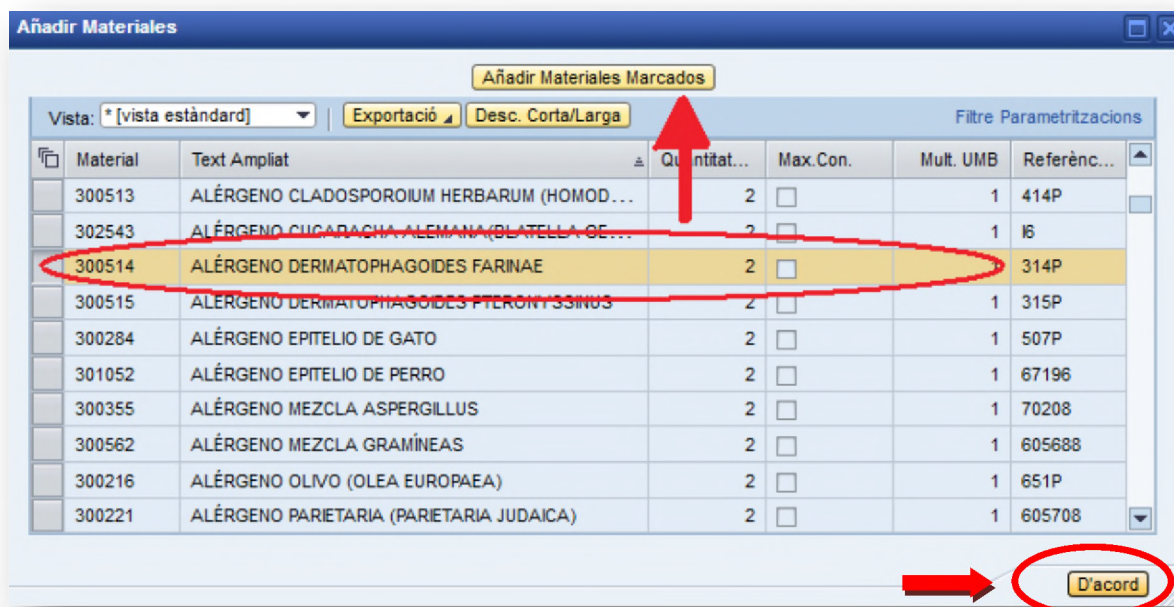 Añadir Materiales
Añadir Materiales Marcados
Vista: * [vista estàndard] Exportació Desc. Corta/Larga Filtre Parametritzacions
Material Text Ampliat Quantitat... Max.Con. Mult. UMB Referènc...
300513 ALÉRGENO CLADOSPOROIUM HERBARUM (HOMOD... 2 1 414P
302543 ALÉRGENO CUCARACHA ALEMANA(BLATELLA GE... 2 1 I6
300514 ALÉRGENO DERMATOPHAGOIDES FARINAE 2 314P
300515 ALÉRGENO DERMATOPHAGOIDES PTERONYSSINUS 2 1 315P
300284 ALÉRGENO EPITELIO DE GATO 2 1 507P
301052 ALÉRGENO EPITELIO DE PERRO 2 1 67196
300355 ALÉRGENO MEZCLA ASPERGILLUS 2 1 70208
300562 ALÉRGENO MEZCLA GRAMÍNEAS 2 1 605688
300216 ALÉRGENO OLIVO (OLEA EUROPAEA) 2 1 651P
300221 ALÉRGENO PARIETARIA (PARIETARIA JUDAICA) 2 1 605708
D'acord